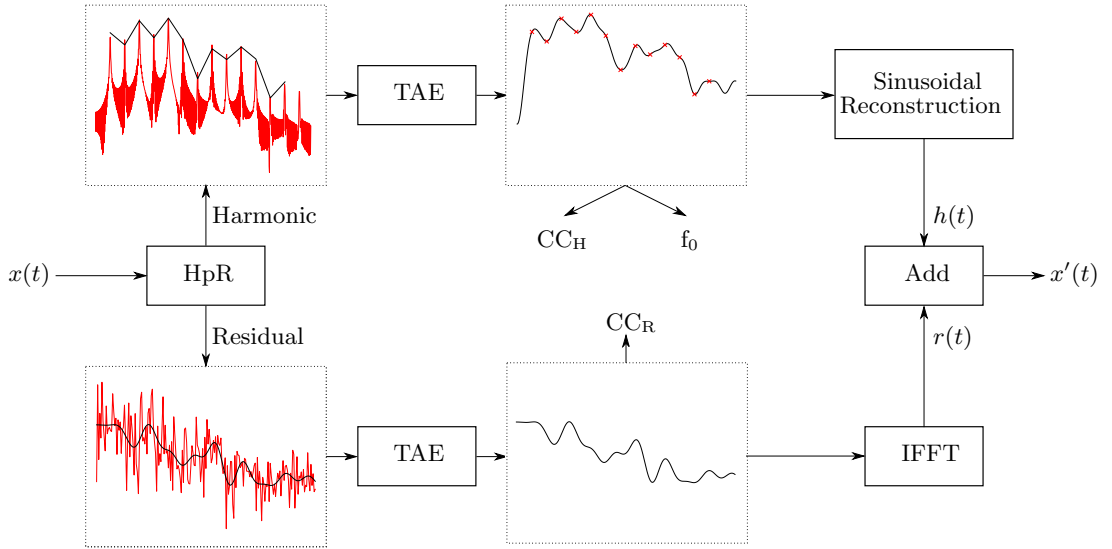 TAE
Sinusoidal
Reconstruction
Harmonic
CC_H
f_0
h(t)
x(t)
HpR
Add
x'(t)
Residual
CC_R
r(t)
TAE
IFFT